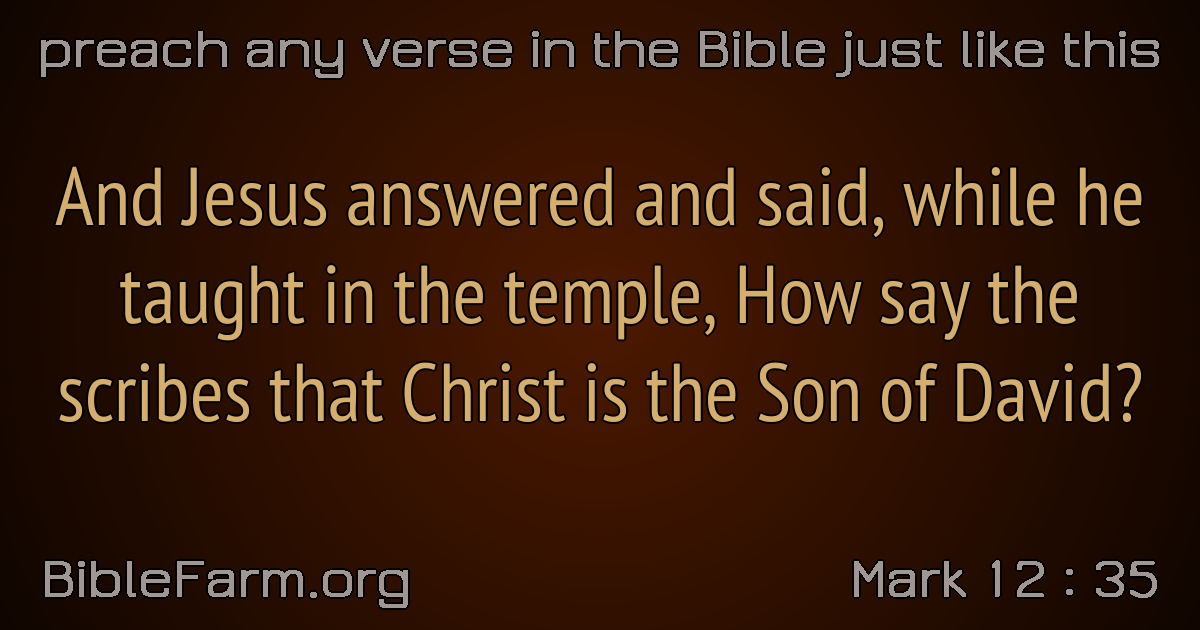 preach any verse in the Bible just like this
And Jesus answered and said, while he
taught in the temple, How say the
scribes that Christ is the Son of David?
BibleFarm.org
Mark 12 : 35